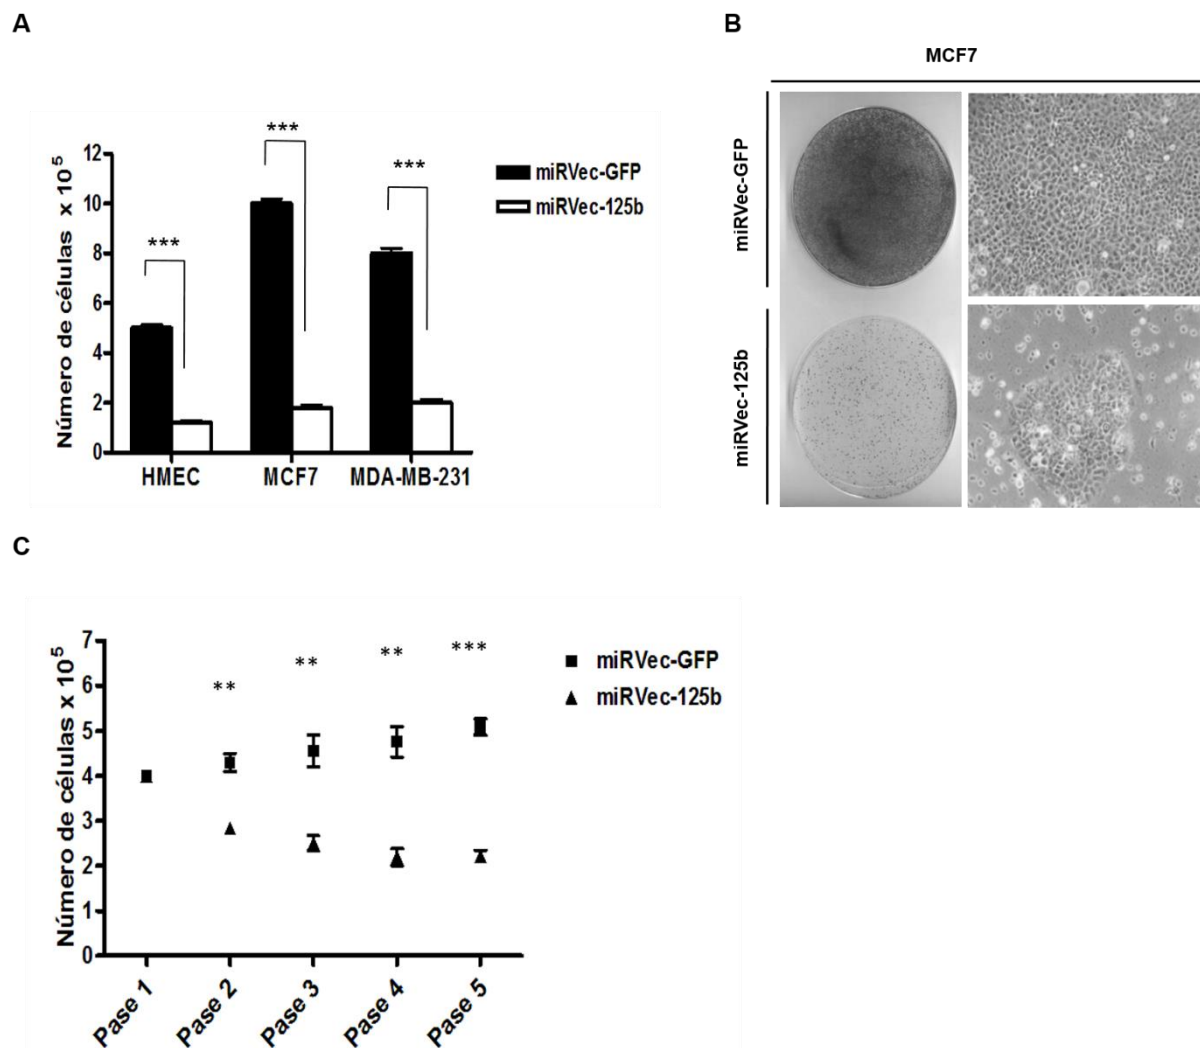 A
Número de células x 10⁵
12
10
8
6
4
2
0
***
***
***
HMEC
MCF7
MDA-MB-231
miRVec-GFP
miRVec-125b
B
MCF7
miRVec-GFP
miRVec-125b
C
Número de células x 10⁵
7
6
5
4
3
2
1
0
**
**
**
***
Pase 1
Pase 2
Pase 3
Pase 4
Pase 5
miRVec-GFP
miRVec-125b